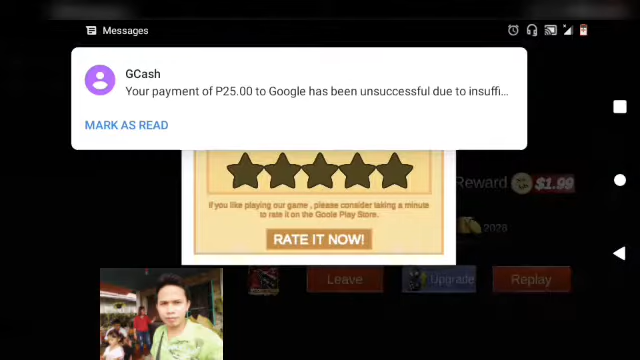 Messages
GCash
Your payment of P25.00 to Google has been unsuccessful due to insuffi...
MARK AS READ
Reward $1.99
If you like playing our game , please consider taking a minute
to rate it on the Goole Play Store.
2028
RATE IT NOW!
Leave
Upgrade
Replay